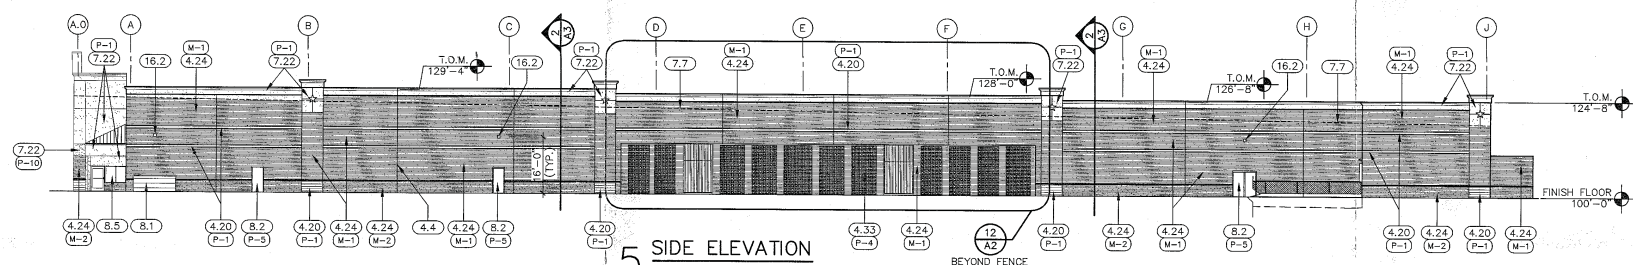 A.0 A B C D E F G H J
2 A3
2 A3
P-1 7.22
16.2
M-1 4.24
P-1 7.22
T.O.M. 129'-4"
16.2
P-1 7.22
7.7
M-1 4.24
P-1 4.20
T.O.M. 128'-0"
P-1 7.22
M-1 4.24
T.O.M. 126'-8"
16.2
7.7
M-1 4.24
P-1 7.22
T.O.M. 124'-8"
7.22 P-10
16'-0" (TYP.)
FINISH FLOOR 100'-0"
4.24 M-2
8.5
8.1
4.20 P-1
8.2 P-5
4.20 P-1
4.24 M-1
4.24 M-2
4.4
4.24 M-1
8.2 P-5
4.20 P-1
4.33 P-4
4.24 M-1
12 A2
BEYOND FENCE
4.20 P-1
4.24 M-2
4.24 M-1
8.2 P-5
4.20 P-1
4.24 M-2
4.20 P-1
4.24 M-1
5 SIDE ELEVATION